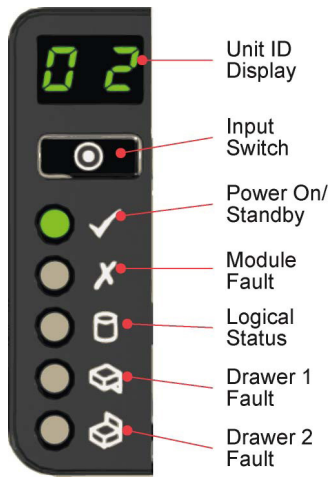 02
Unit ID
Display
Input
Switch
Power On/
Standby
Module
Fault
Logical
Status
Drawer 1
Fault
Drawer 2
Fault